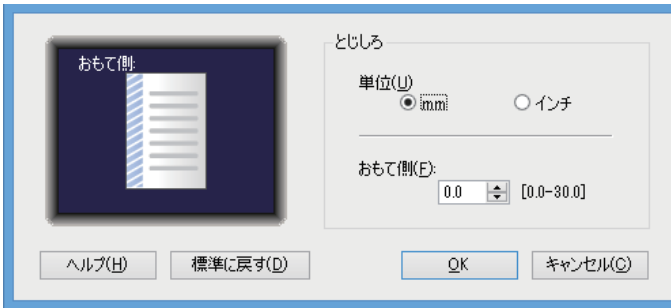 おもて側:
とじしろ
単位(U)
mm インチ
おもて側(F):
0.0 [0.0-30.0]
ヘルプ(H) 標準に戻す(D) OK キャンセル(C)